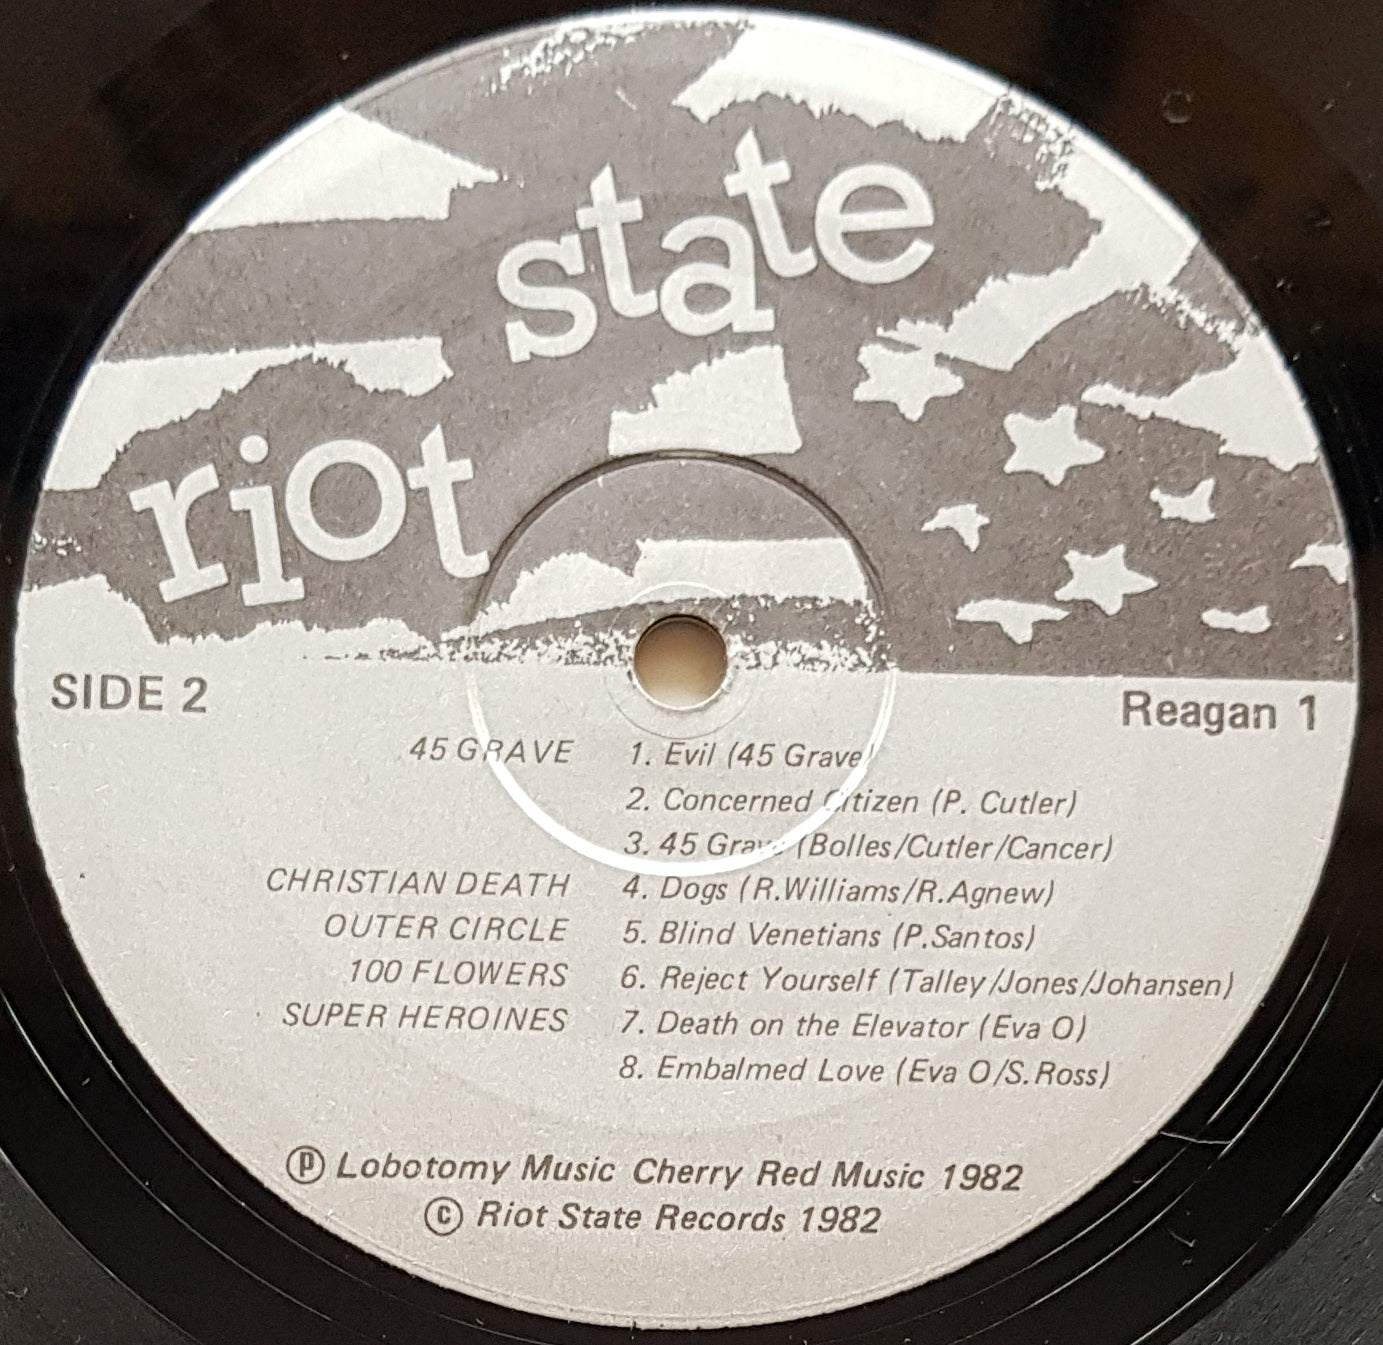 riot state
SIDE 2
Reagan 1
45 GRAVE 1. Evil (45 Grave)
2. Concerned Citizen (P. Cutler)
3. 45 Grave (Bolles/Cutler/Cancer)
CHRISTIAN DEATH 4. Dogs (R.Williams/R.Agnew)
OUTER CIRCLE 5. Blind Venetians (P.Santos)
100 FLOWERS 6. Reject Yourself (Talley/Jones/Johansen)
SUPER HEROINES 7. Death on the Elevator (Eva O)
8. Embalmed Love (Eva O/S.Ross)
Ⓟ Lobotomy Music Cherry Red Music 1982
© Riot State Records 1982